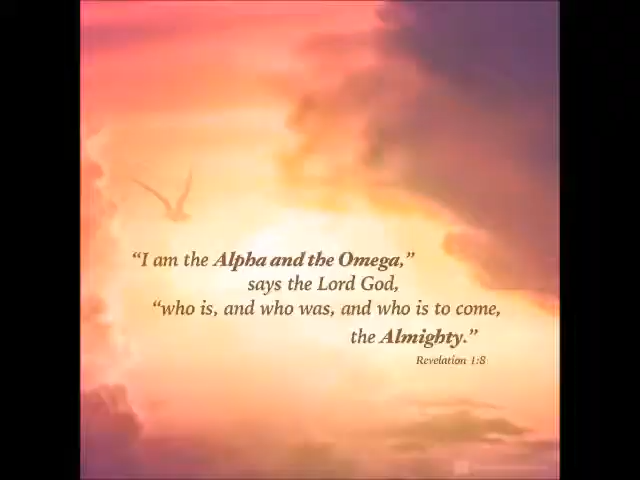 “I am the Alpha and the Omega,”
says the Lord God,
“who is, and who was, and who is to come,
the Almighty.”
Revelation 1:8